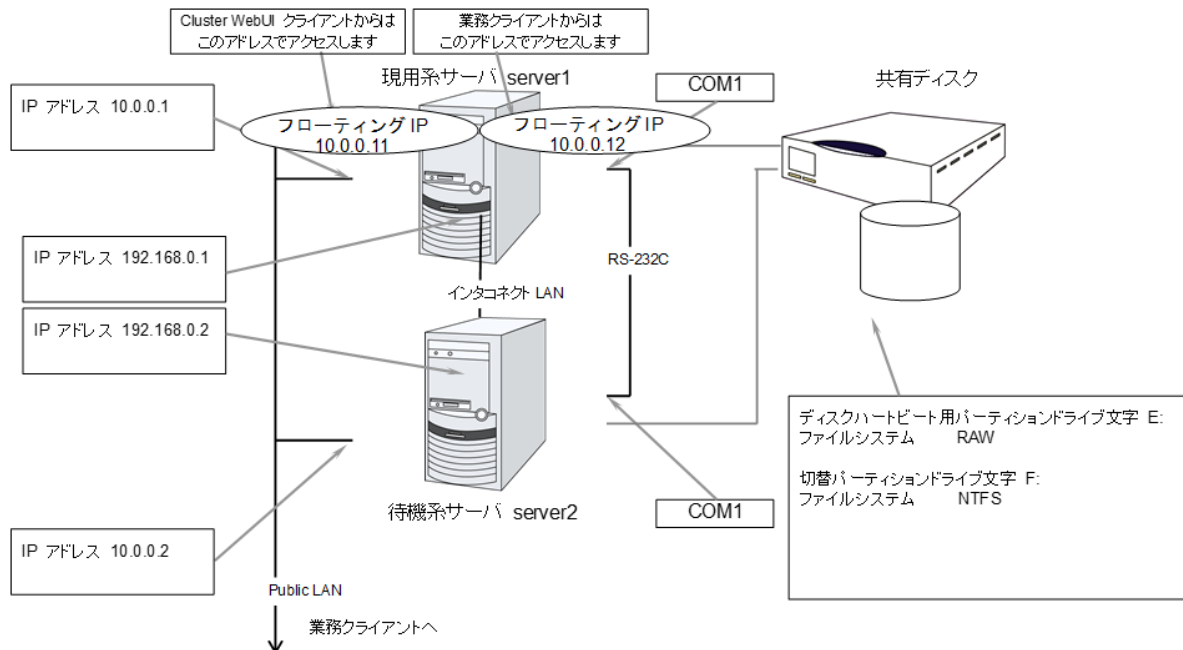 Cluster WebUI クライアントからは
このアドレスでアクセスします
業務クライアントからは
このアドレスでアクセスします
現用系サーバ server1
COM1
共有ディスク
IP アドレス 10.0.0.1
フローティング IP
10.0.0.11
フローティング IP
10.0.0.12
IP アドレス 192.168.0.1
RS-232C
インタコネクト LAN
IP アドレス 192.168.0.2
ディスクハートビート用パーティションドライブ文字 E:
ファイルシステム RAW
切替パーティションドライブ文字 F:
ファイルシステム NTFS
待機系サーバ server2
COM1
IP アドレス 10.0.0.2
Public LAN
業務クライアントへ